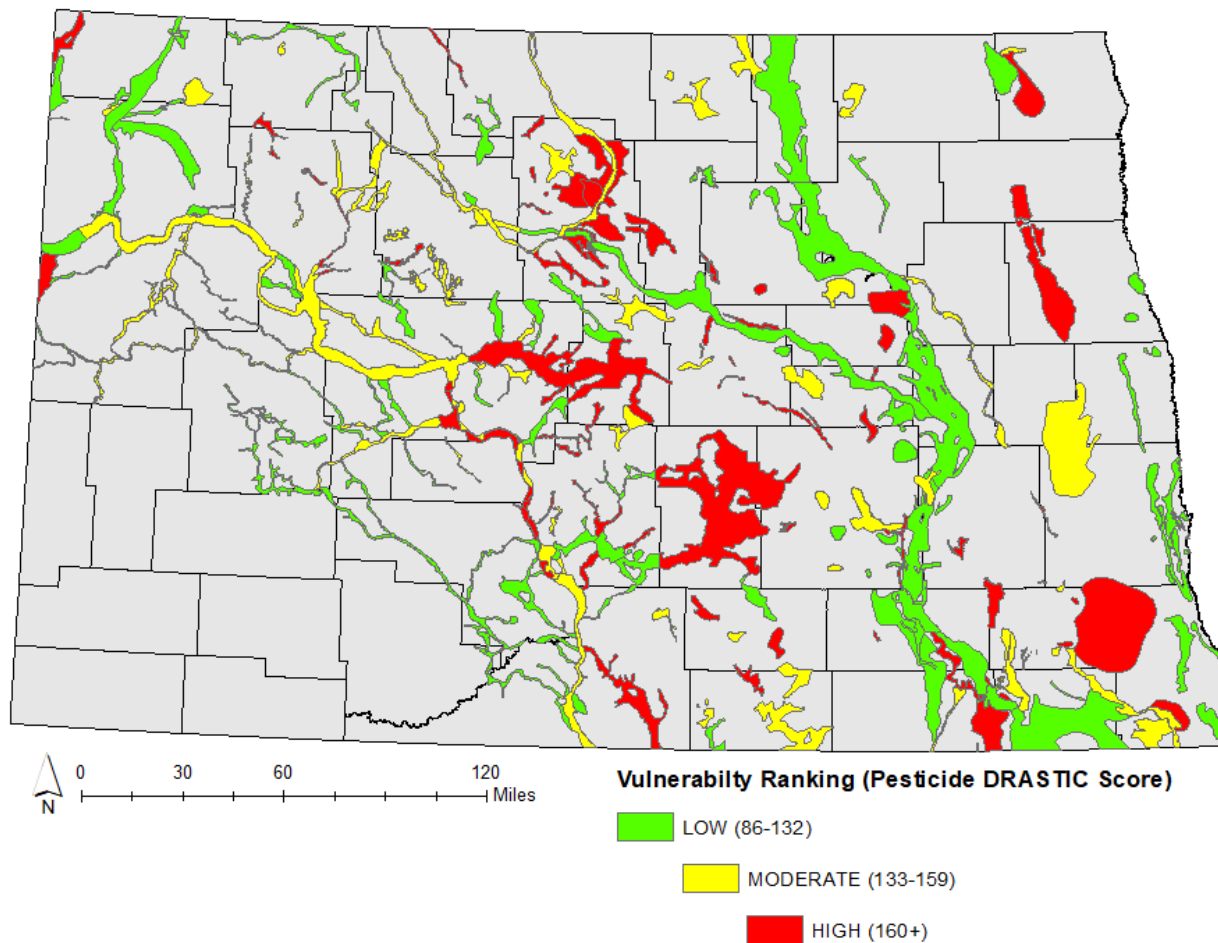 N
0 30 60 120
Miles
Vulnerabilty Ranking (Pesticide DRASTIC Score)
LOW (86-132)
MODERATE (133-159)
HIGH (160+)